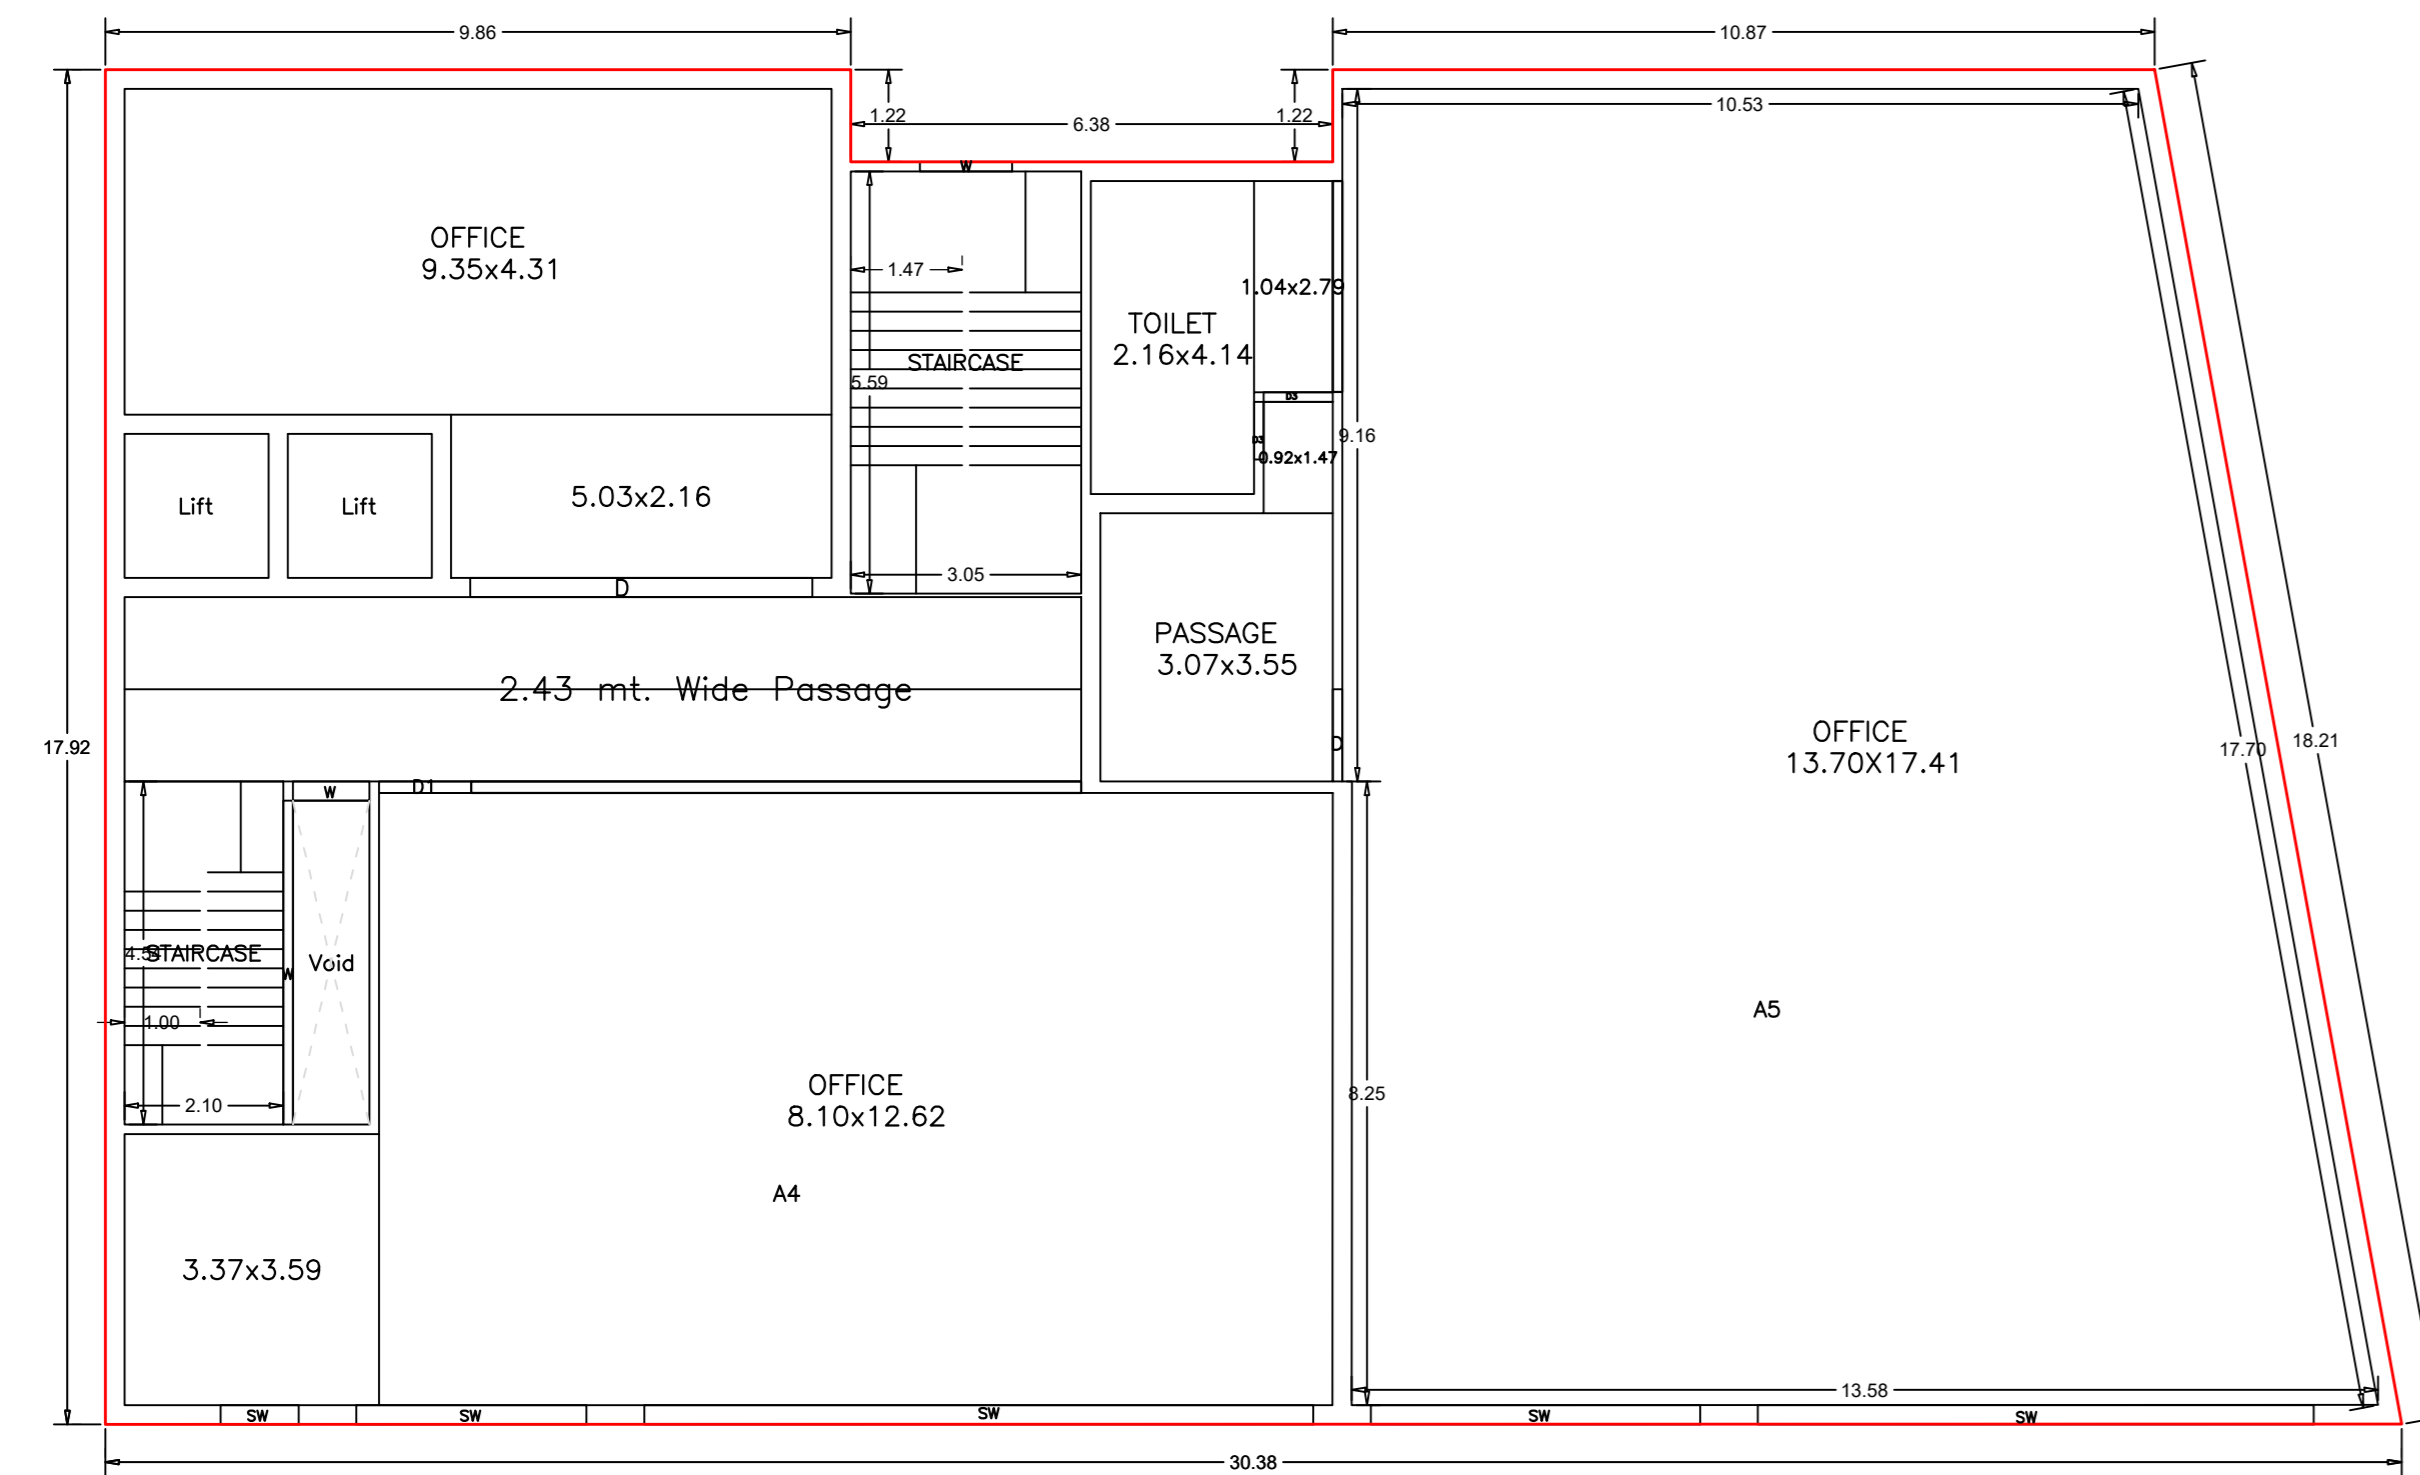 9.86
10.87
1.22
6.38
1.22
10.53
W
OFFICE
9.35x4.31
1.47
1.04x2.79
TOILET
2.16x4.14
STAIRCASE
5.59
D3
9.16
D3
0.92x1.47
5.03x2.16
Lift
Lift
3.05
D
PASSAGE
3.07x3.55
2.43 mt. Wide Passage
OFFICE
13.70X17.41
17.92
17.70
18.21
D
D1
W
4.54
STAIRCASE
W
Void
A5
1.00
OFFICE
8.10x12.62
8.25
2.10
A4
3.37x3.59
13.58
SW
SW
SW
SW
SW
30.38